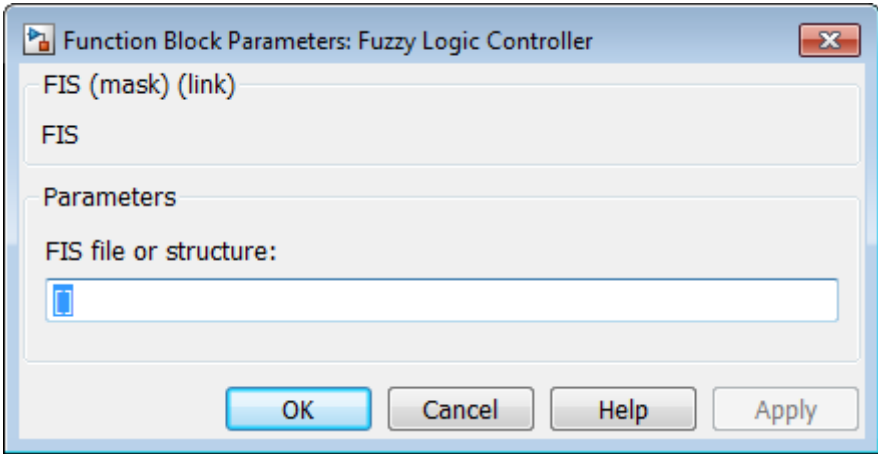 Function Block Parameters: Fuzzy Logic Controller
FIS (mask) (link)
FIS
Parameters
FIS file or structure:
[]
OK Cancel Help Apply